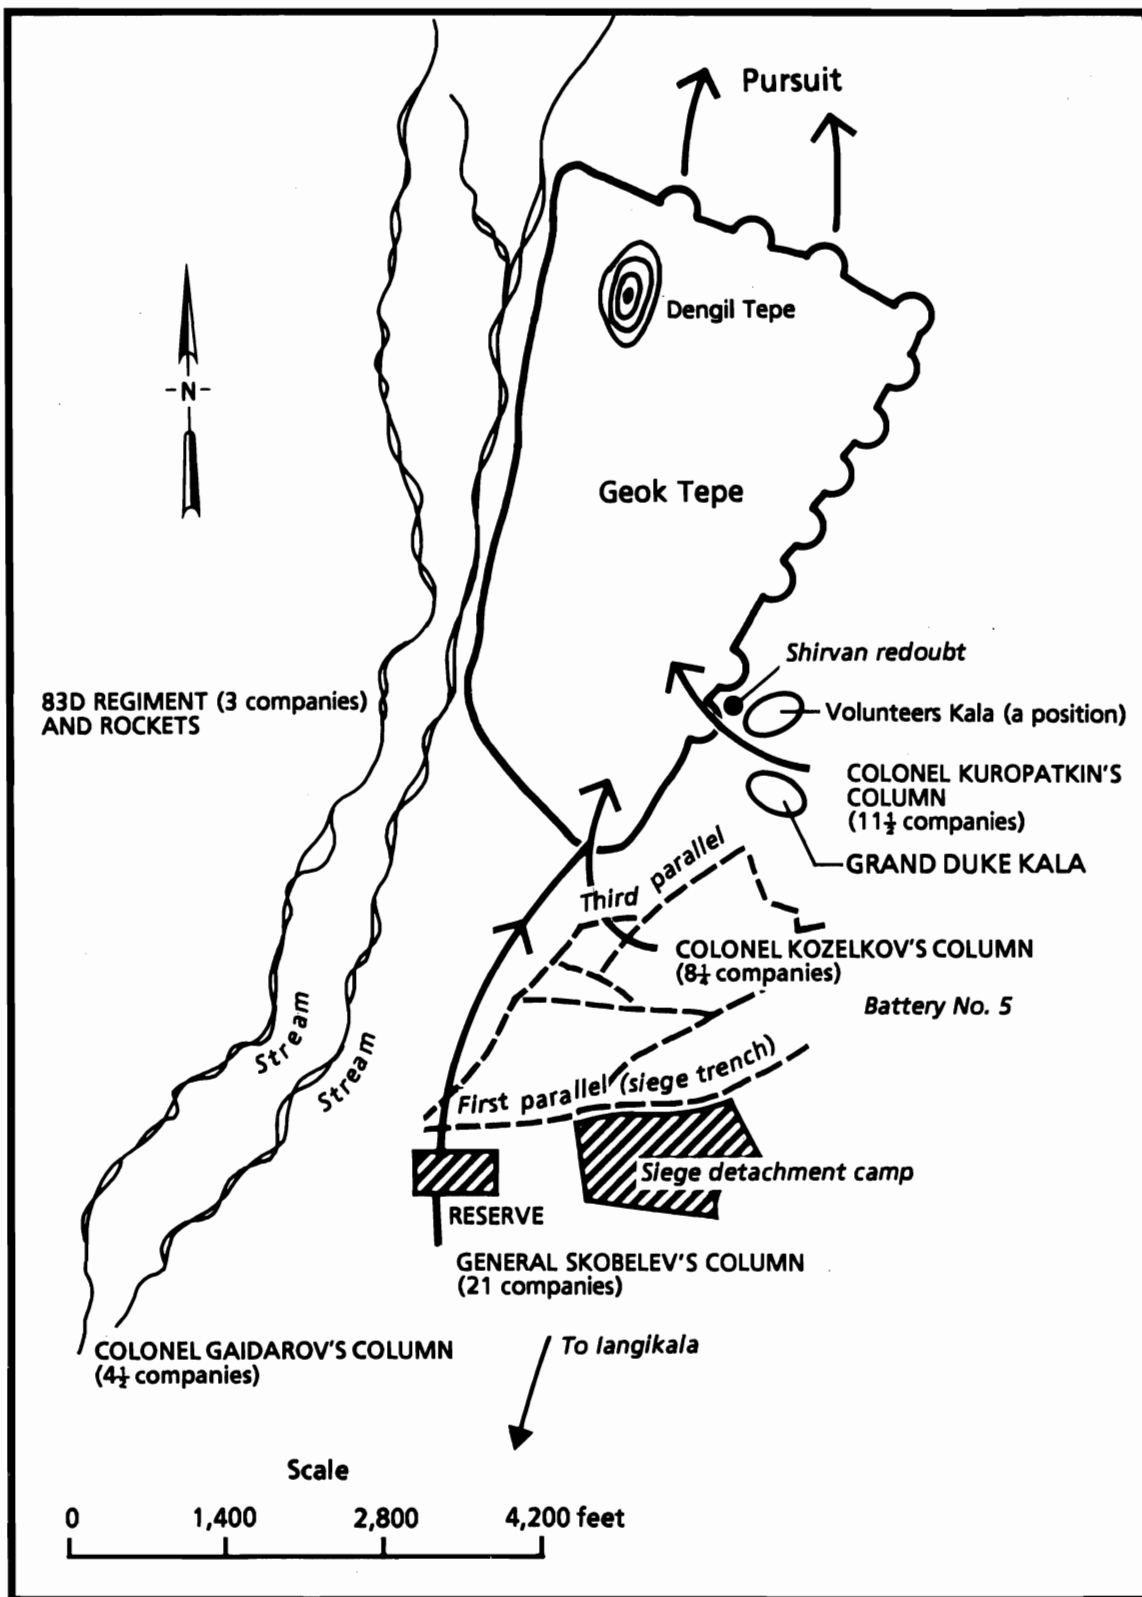 Pursuit
Dengil Tepe
-N-
Geok Tepe
Shirvan redoubt
83D REGIMENT (3 companies)
AND ROCKETS
Volunteers Kala (a position)
COLONEL KUROPATKIN'S
COLUMN
(11½ companies)
GRAND DUKE KALA
Third parallel
COLONEL KOZELKOV'S COLUMN
(8¼ companies)
Battery No. 5
Stream
Stream
First parallel (siege trench)
Siege detachment camp
RESERVE
GENERAL SKOBELEV'S COLUMN
(21 companies)
COLONEL GAIDAROV'S COLUMN
(4½ companies)
To Iangikala
Scale
0 1,400 2,800 4,200 feet